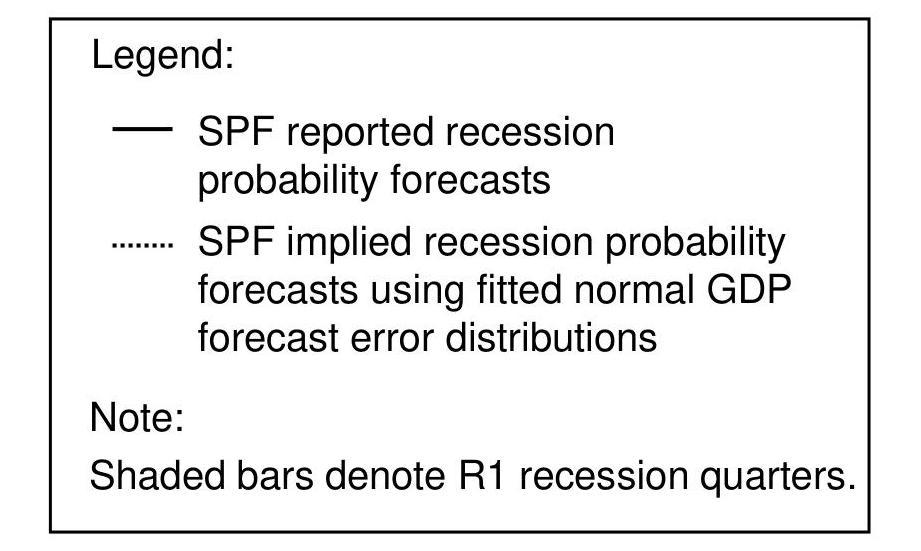 Legend:
SPF reported recession
probability forecasts
SPF implied recession probability
forecasts using fitted normal GDP
forecast error distributions
Note:
Shaded bars denote R1 recession quarters.